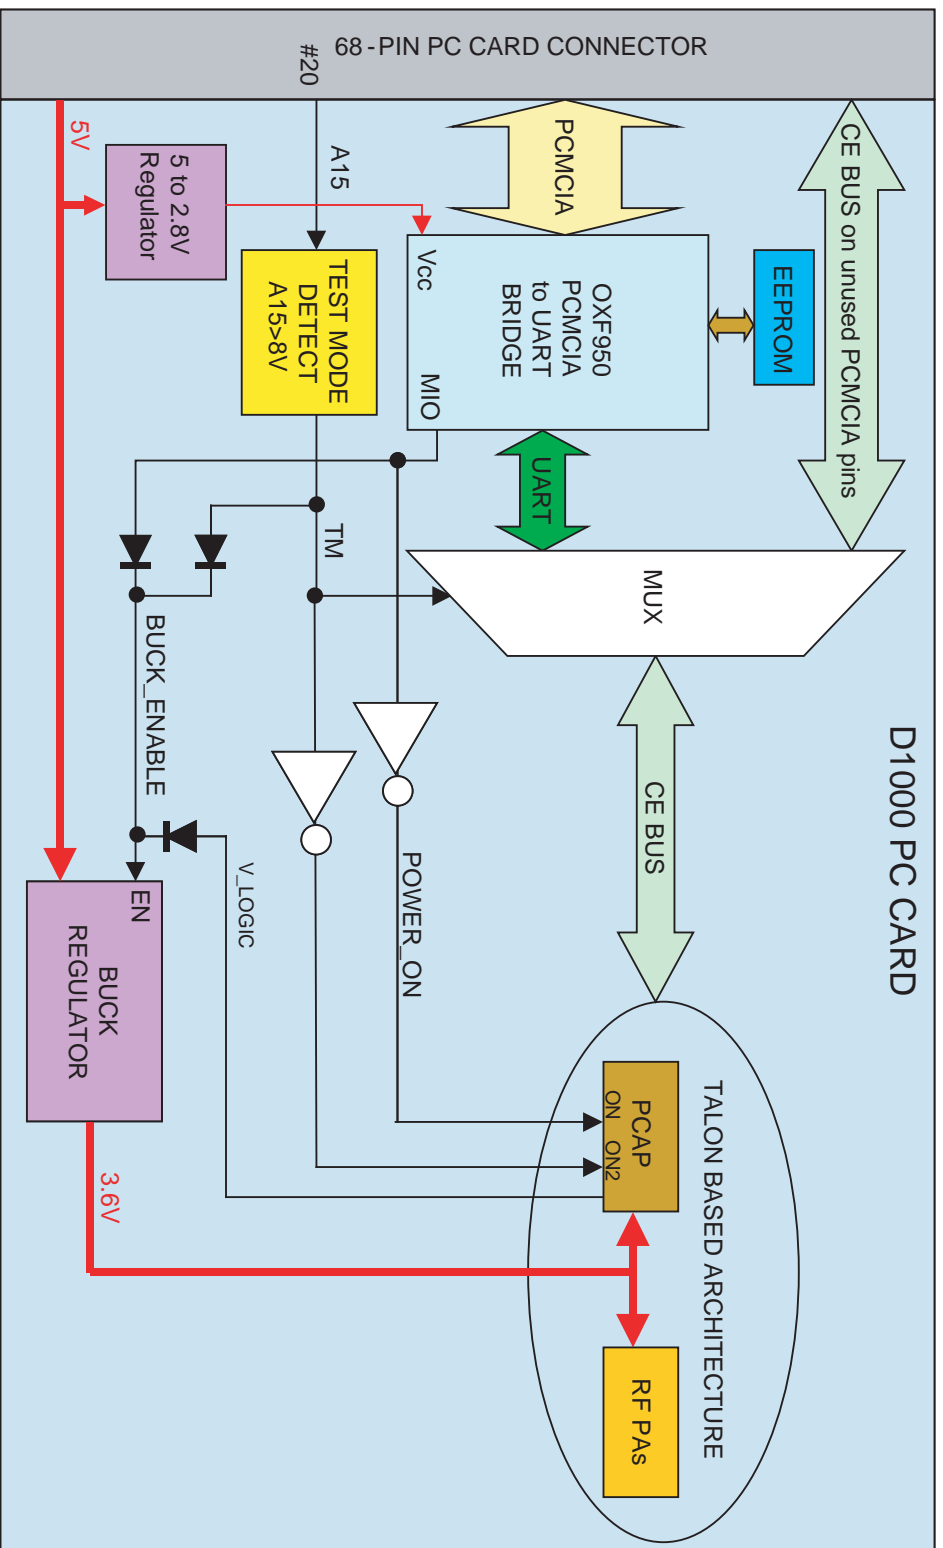 68-PIN PC CARD CONNECTOR
#20
D1000 PC CARD
CE BUS on unused PCMCIA pins
EEPROM
PCMCIA
OXF950
PCMCIA
to UART
BRIDGE
Vcc
MIO
UART
MUX
CE BUS
TALON BASED ARCHITECTURE
PCAP
ON
ON2
RF PAs
A15
TEST MODE
DETECT
A15>8V
TM
POWER_ON
5V
5 to 2.8V
Regulator
BUCK_ENABLE
V_LOGIC
EN
BUCK
REGULATOR
3.6V